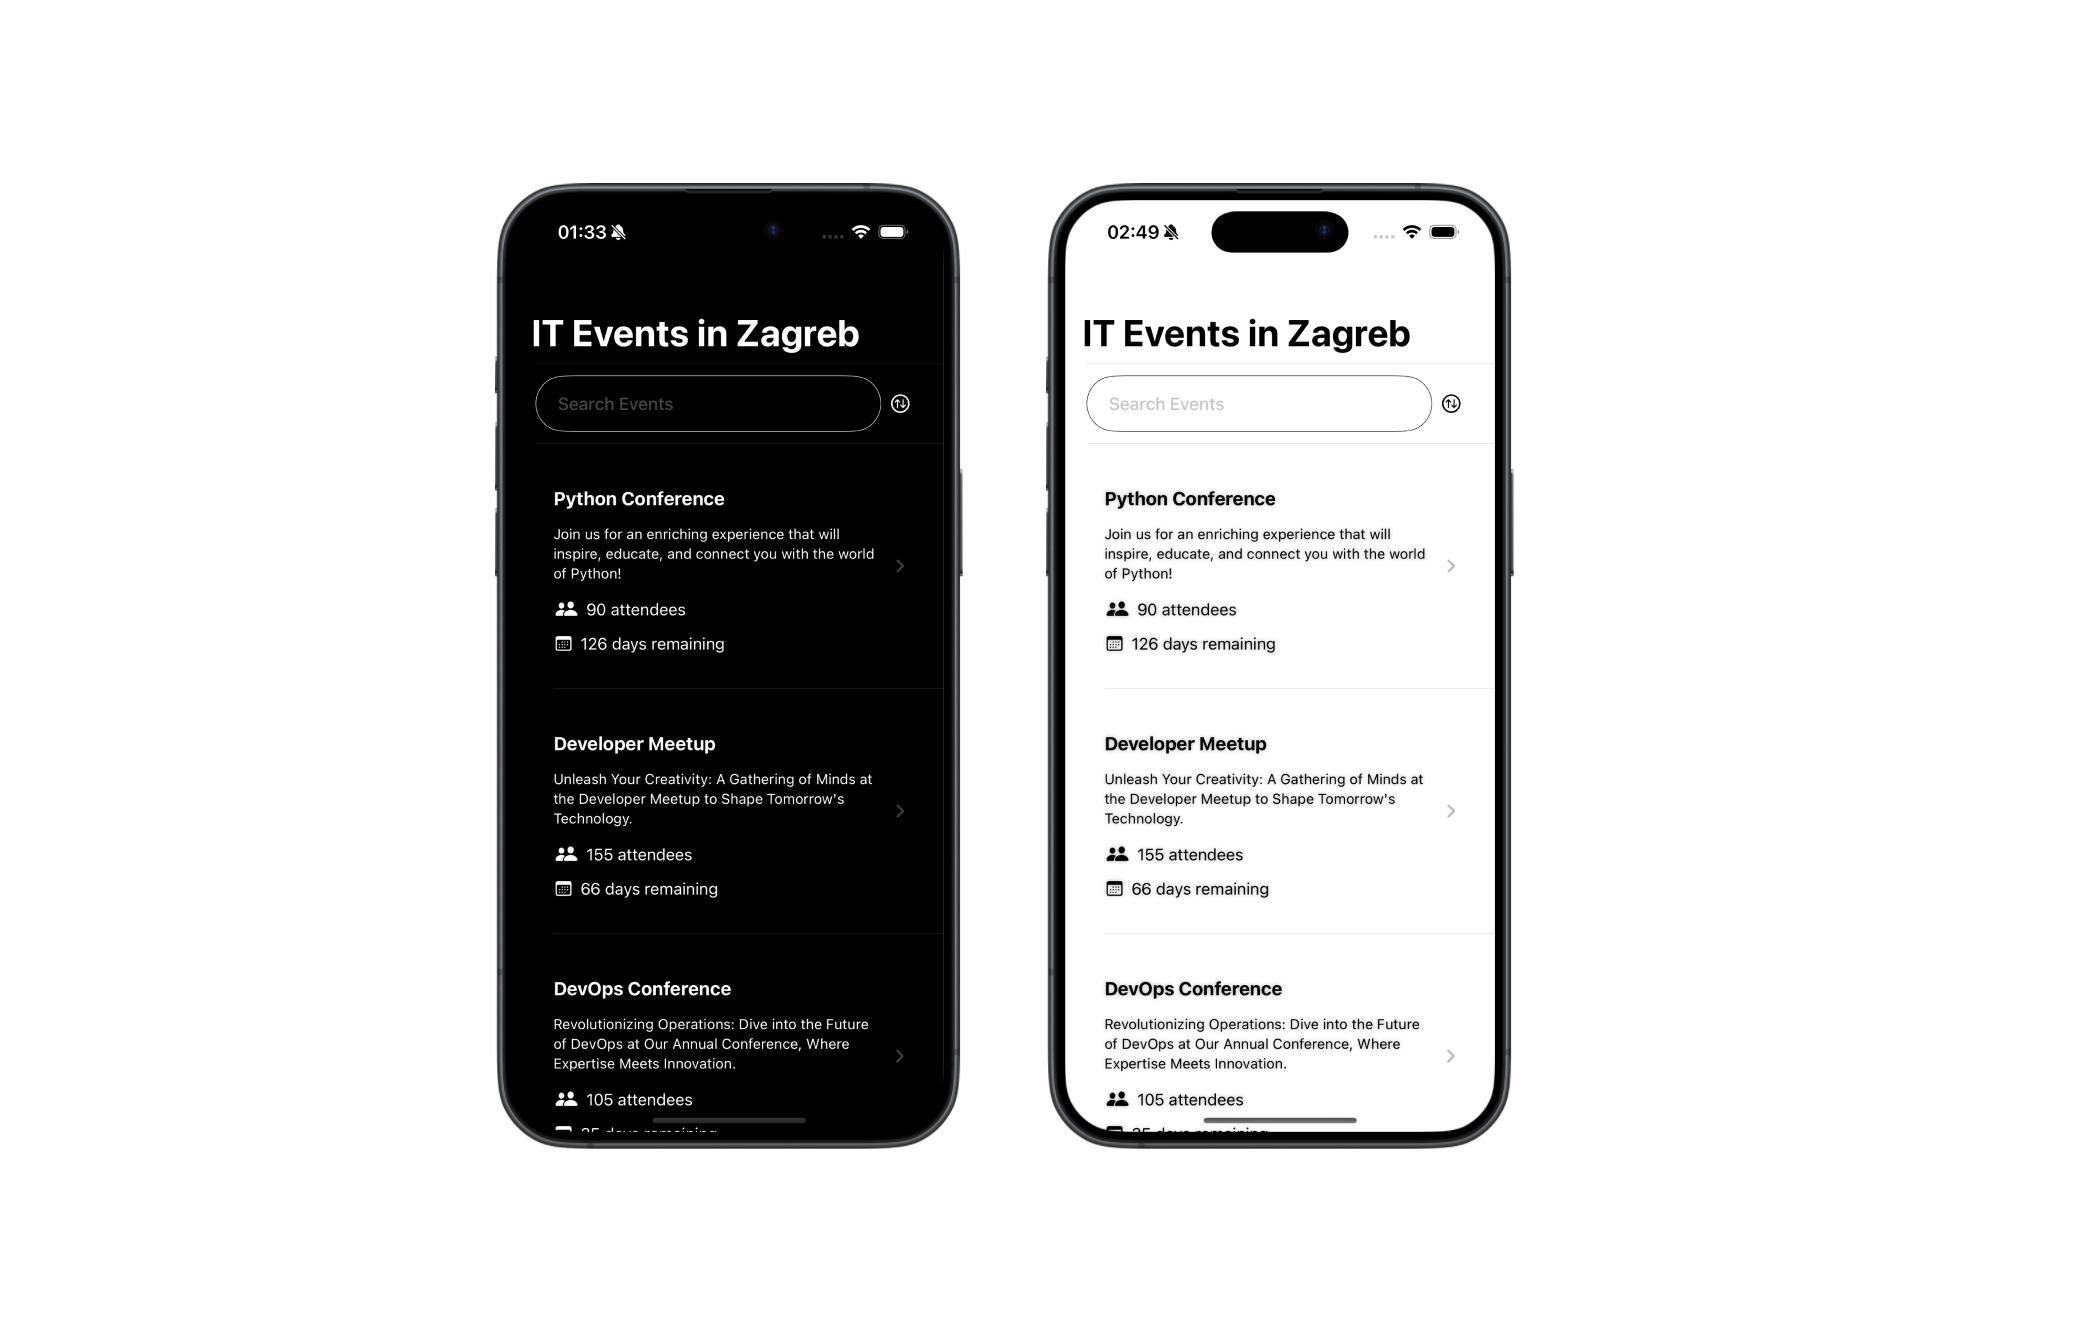 01:33
IT Events in Zagreb
Search Events
Python Conference
Join us for an enriching experience that will
inspire, educate, and connect you with the world
of Python!
90 attendees
126 days remaining
Developer Meetup
Unleash Your Creativity: A Gathering of Minds at
the Developer Meetup to Shape Tomorrow's
Technology.
155 attendees
66 days remaining
DevOps Conference
Revolutionizing Operations: Dive into the Future
of DevOps at Our Annual Conference, Where
Expertise Meets Innovation.
105 attendees
days remaining
02:49
IT Events in Zagreb
Search Events
Python Conference
Join us for an enriching experience that will
inspire, educate, and connect you with the world
of Python!
90 attendees
126 days remaining
Developer Meetup
Unleash Your Creativity: A Gathering of Minds at
the Developer Meetup to Shape Tomorrow's
Technology.
155 attendees
66 days remaining
DevOps Conference
Revolutionizing Operations: Dive into the Future
of DevOps at Our Annual Conference, Where
Expertise Meets Innovation.
105 attendees
days remaining